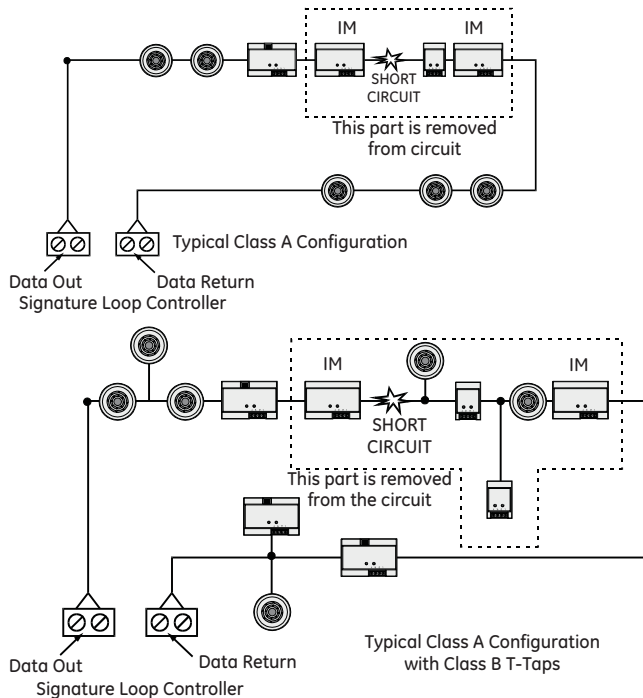 IM
IM
SHORT
CIRCUIT
This part is removed
from circuit
Typical Class A Configuration
Data Out
Data Return
Signature Loop Controller
IM
IM
SHORT
CIRCUIT
This part is removed
from the circuit
Typical Class A Configuration
with Class B T-Taps
Data Out
Data Return
Signature Loop Controller